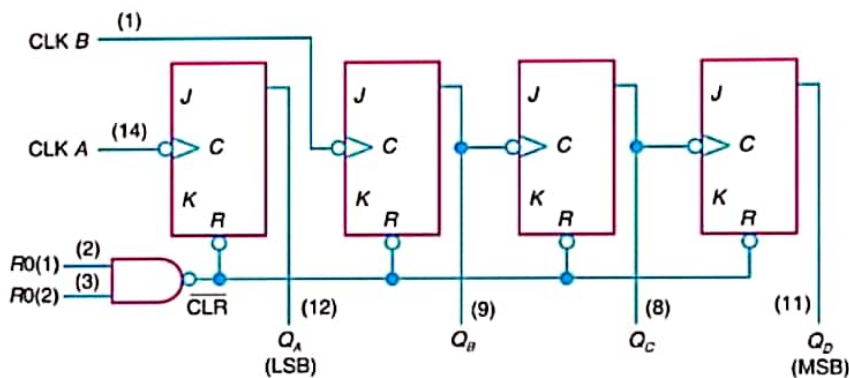 (1)
CLK B
J
J
J
J
(14)
CLK A
C
C
C
C
K
K
K
K
R
R
R
R
R0(1)
(2)
R0(2)
(3)
CLR
(12)
(9)
(8)
(11)
QA
QB
QC
QD
(LSB)
(MSB)